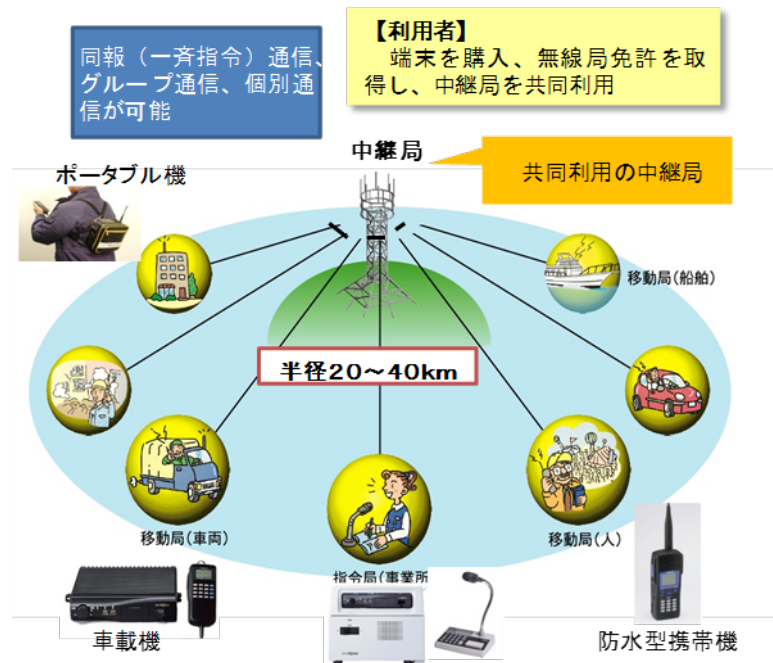 同報（一斉指令）通信、
グループ通信、個別通
信が可能
【利用者】
端末を購入、無線局免許を取
得し、中継局を共同利用
中継局
共同利用の中継局
ポータブル機
移動局(船舶)
半径20～40km
移動局(車両)
移動局(人)
指令局(事業所
車載機
防水型携帯機